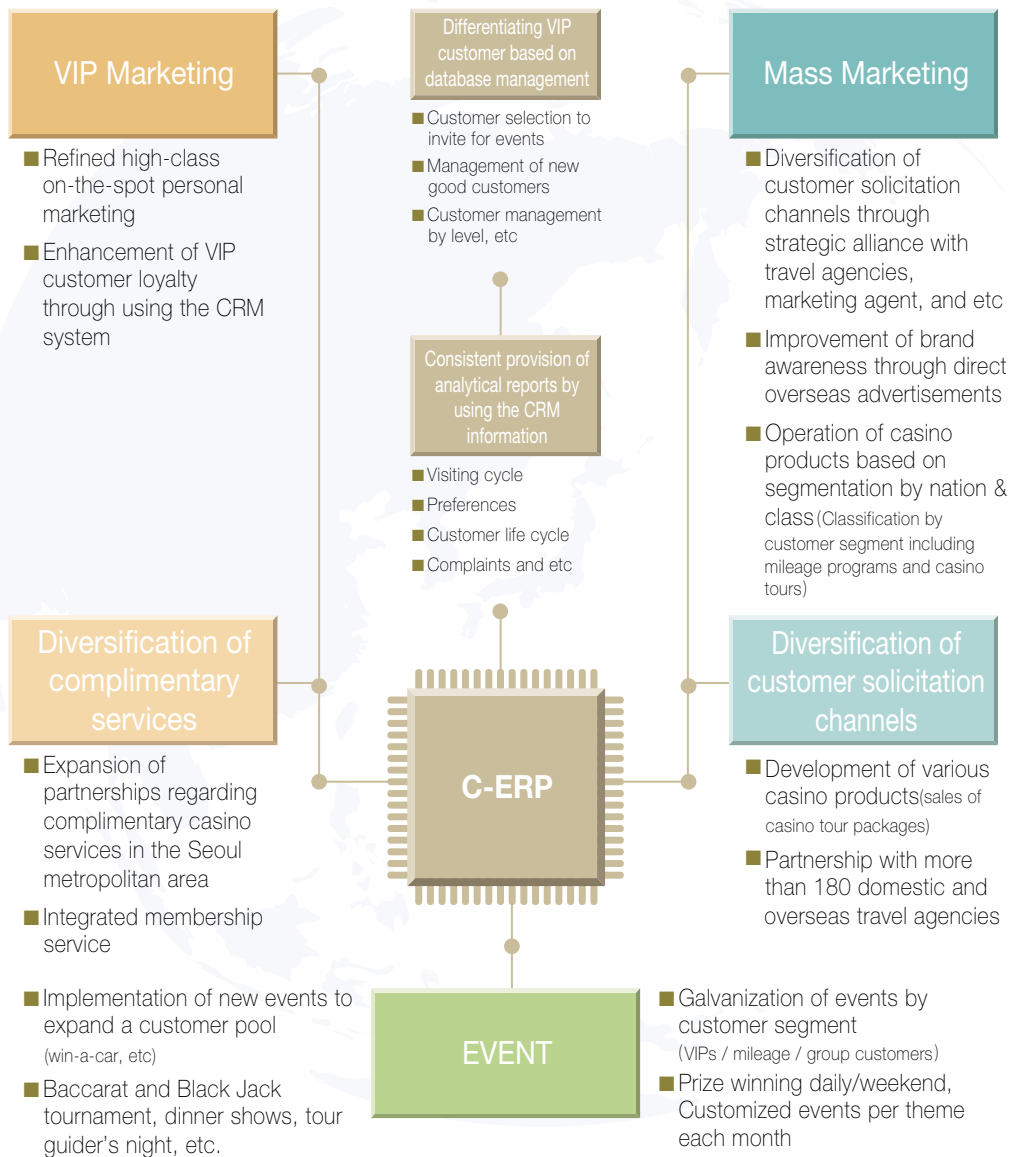 VIP Marketing
■ Refined high-class
on-the-spot personal
marketing
■ Enhancement of VIP
customer loyalty
through using the CRM
system
Differentiating VIP
customer based on
database management
■ Customer selection to
invite for events
■ Management of new
good customers
■ Customer management
by level, etc
Consistent provision of
analytical reports by
using the CRM
information
■ Visiting cycle
■ Preferences
■ Customer life cycle
■ Complaints and etc
Mass Marketing
■ Diversification of
customer solicitation
channels through
strategic alliance with
travel agencies,
marketing agent, and etc
■ Improvement of brand
awareness through direct
overseas advertisements
■ Operation of casino
products based on
segmentation by nation &
class (Classification by
customer segment including
mileage programs and casino
tours)
Diversification of
complimentary
services
■ Expansion of
partnerships regarding
complimentary casino
services in the Seoul
metropolitan area
■ Integrated membership
service
C-ERP
Diversification of
customer solicitation
channels
■ Development of various
casino products(sales of
casino tour packages)
■ Partnership with more
than 180 domestic and
overseas travel agencies
■ Implementation of new events to
expand a customer pool
(win-a-car, etc)
■ Baccarat and Black Jack
tournament, dinner shows, tour
guider's night, etc.
EVENT
■ Galvanization of events by
customer segment
(VIPs / mileage / group customers)
■ Prize winning daily/weekend,
Customized events per theme
each month